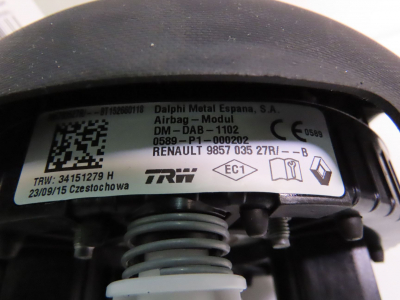 Dalphi Metal Espana, S.A.
Airbag-Modul
DM-DAB-1102
0589-P1-000202
CE 0589
RENAULT 9857 035 27R/--B
TRW: 34151279 H
23/09/15 Czestochowa
TRW
EC1